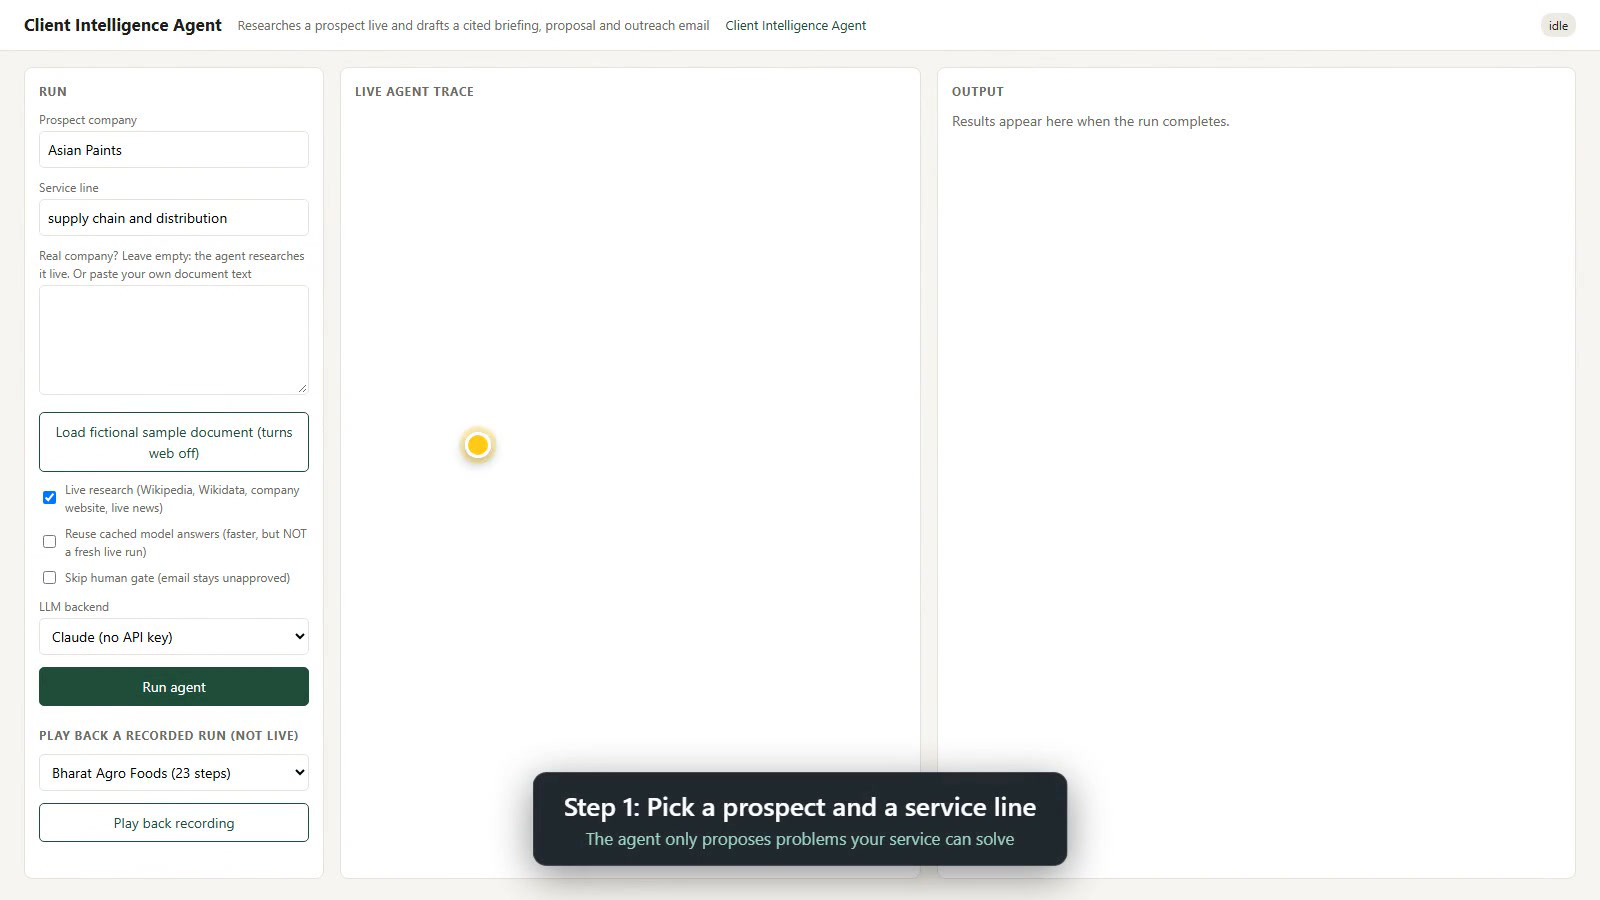 Client Intelligence Agent
Researches a prospect live and drafts a cited briefing, proposal and outreach email
Client Intelligence Agent
idle
RUN
Prospect company
Asian Paints
Service line
supply chain and distribution
Real company? Leave empty: the agent researches
it live. Or paste your own document text
Load fictional sample document (turns
web off)
Live research (Wikipedia, Wikidata, company
website, live news)
Reuse cached model answers (faster, but NOT
a fresh live run)
Skip human gate (email stays unapproved)
LLM backend
Claude (no API key)
Run agent
PLAY BACK A RECORDED RUN (NOT LIVE)
Bharat Agro Foods (23 steps)
Play back recording
LIVE AGENT TRACE
OUTPUT
Results appear here when the run completes.
Step 1: Pick a prospect and a service line
The agent only proposes problems your service can solve